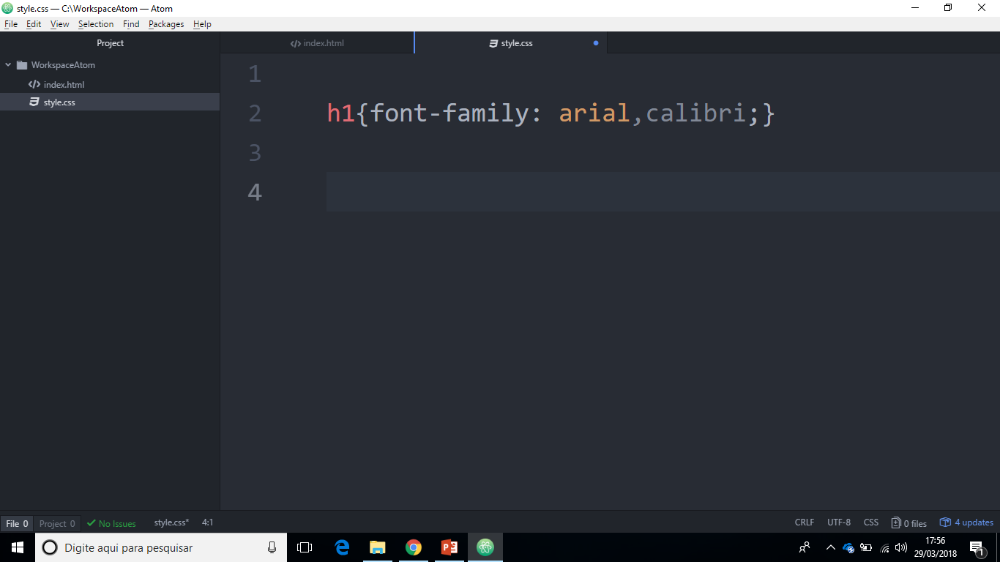 style.css — C:\WorkspaceAtom — Atom
File Edit View Selection Find Packages Help
Project
WorkspaceAtom
index.html
style.css
index.html
style.css
1
2 h1{font-family: arial,calibri;}
3
4
File 0 Project 0 No Issues style.css* 4:1 CRLF UTF-8 CSS 0 files 4 updates
Digite aqui para pesquisar
17:56
29/03/2018
1